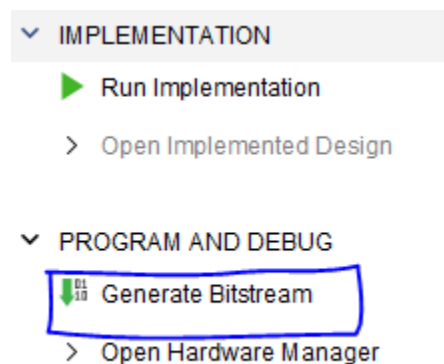 IMPLEMENTATION
Run Implementation
Open Implemented Design
PROGRAM AND DEBUG
Generate Bitstream
Open Hardware Manager